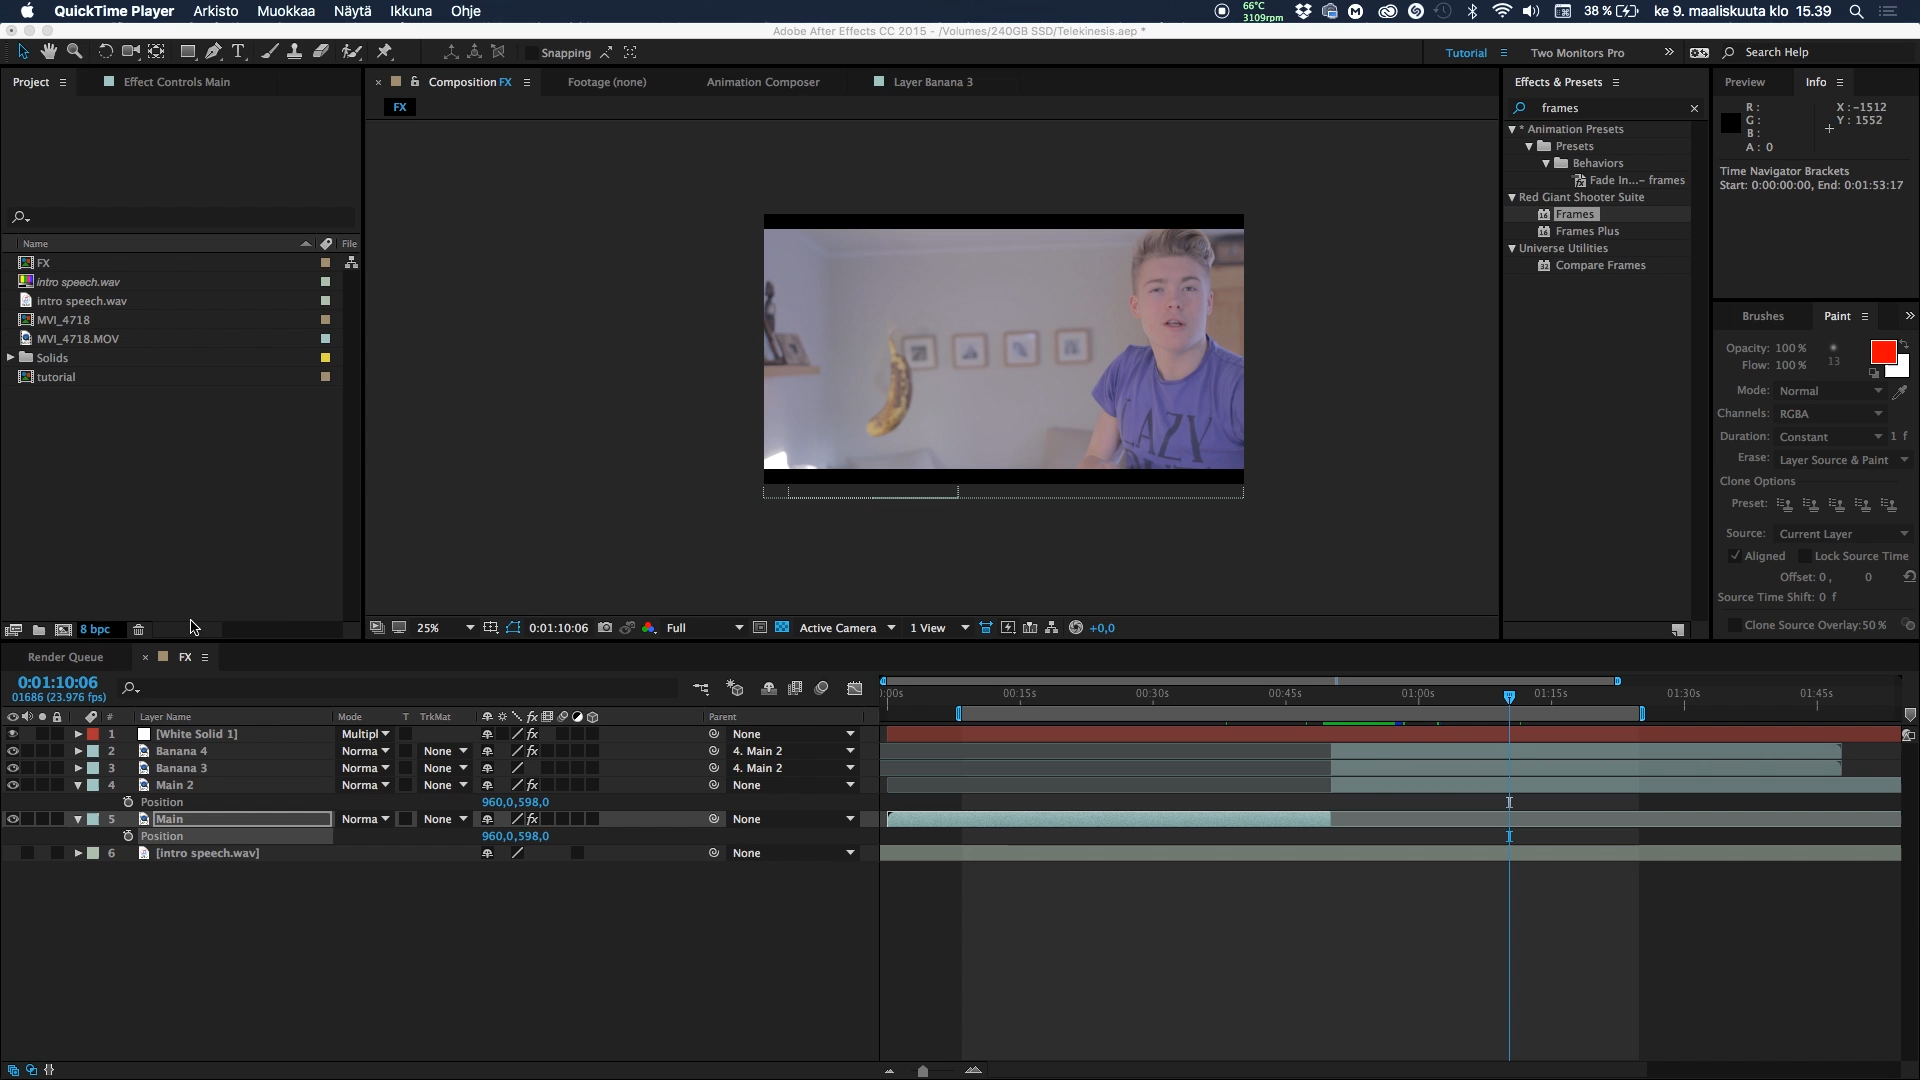 QuickTime Player Arkisto Muokkaa Näytä Ikkuna Ohje 66°C 3109rpm 38 % ke 9. maaliskuuta klo 15.39
Adobe After Effects CC 2015 - /Volumes/240GB SSD/Telekinesis.aep *
Snapping Tutorial Two Monitors Pro » Search Help
Project Effect Controls Main Composition FX Footage (none) Animation Composer Layer Banana 3 Effects & Presets Preview Info
FX
frames
R: X: -1512
G: Y: 1552
B:
A: 0
* Animation Presets
Presets
Behaviors
Fade In...- frames
Red Giant Shooter Suite
Frames
Frames Plus
Universe Utilities
Compare Frames
Time Navigator Brackets
Start: 0:00:00:00, End: 0:01:53:17
Name File
FX
intro speech.wav
intro speech.wav
MVI_4718
MVI_4718.MOV
Solids
tutorial
LAZY
Brushes Paint »
Opacity: 100 %
Flow: 100 % 13
Mode: Normal
Channels: RGBA
Duration: Constant 1 f
Erase: Layer Source & Paint
Clone Options
Preset:
Source: Current Layer
Aligned Lock Source Time
Offset: 0 , 0
Source Time Shift: 0 f
Clone Source Overlay: 50 %
8 bpc 25% 0:01:10:06 Full Active Camera 1 View +0,0
Render Queue FX
0:01:10:06
01686 (23.976 fps)
:00s 00:15s 00:30s 00:45s 01:00s 01:15s 01:30s 01:45s
# Layer Name Mode T TrkMat fx Parent
1 [White Solid 1] Multipl fx None
2 Banana 4 Norma None fx 4. Main 2
3 Banana 3 Norma None 4. Main 2
4 Main 2 Norma None fx None
Position 960,0,598,0
5 Main Norma None fx None
Position 960,0,598,0
6 [intro speech.wav] None